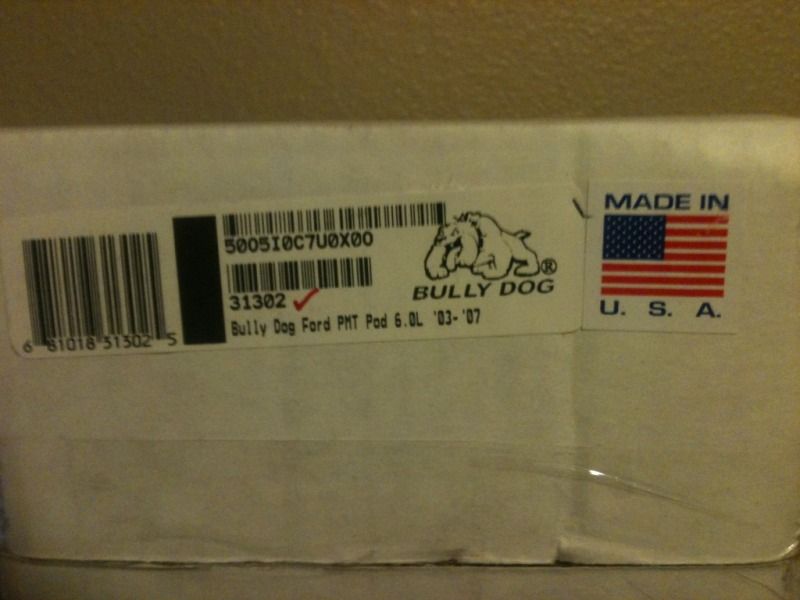 6 81018 31302 5
5005I0C7U0X00
31302
Bully Dog Ford PMT Pod 6.0L '03-'07
BULLY DOG ®
MADE IN
U. S. A.